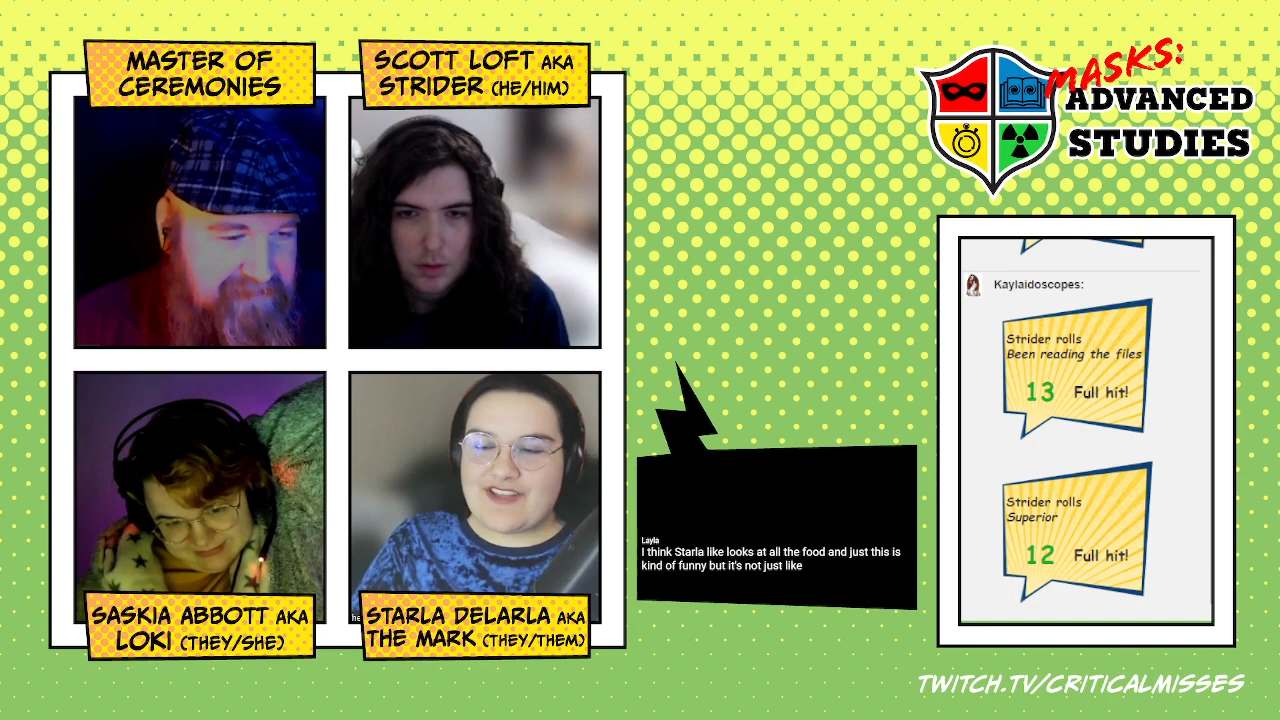 MASTER OF
CEREMONIES
SCOTT LOFT AKA
STRIDER (HE/HIM)
SASKIA ABBOTT AKA
LOKI (THEY/SHE)
he
STARLA DELARLA AKA
THE MARK (THEY/THEM)
Layla
I think Starla like looks at all the food and just this is
kind of funny but it's not just like
MASKS:
ADVANCED
STUDIES
Kaylaidoscopes:
Strider rolls
Been reading the files
13 Full hit!
Strider rolls
Superior
12 Full hit!
TWITCH.TV/CRITICALMISSES